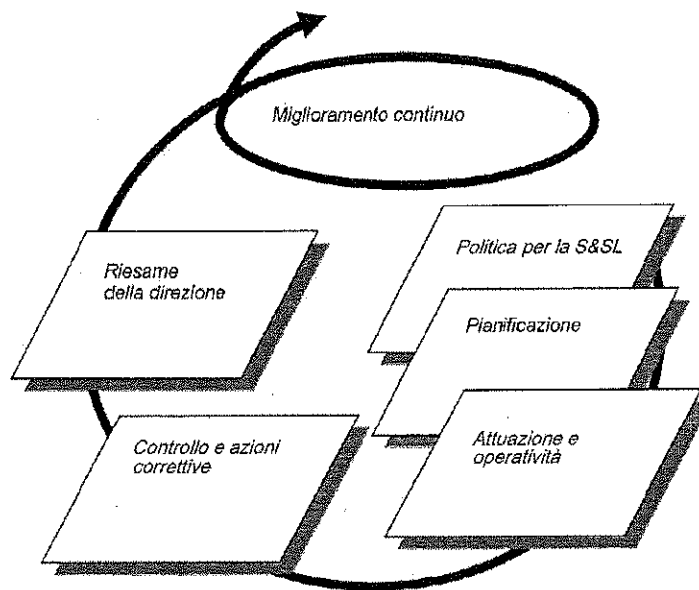 Miglioramento continuo
Politica per la S&SL
Pianificazione
Attuazione e
operatività
Controllo e azioni
correttive
Riesame
della direzione